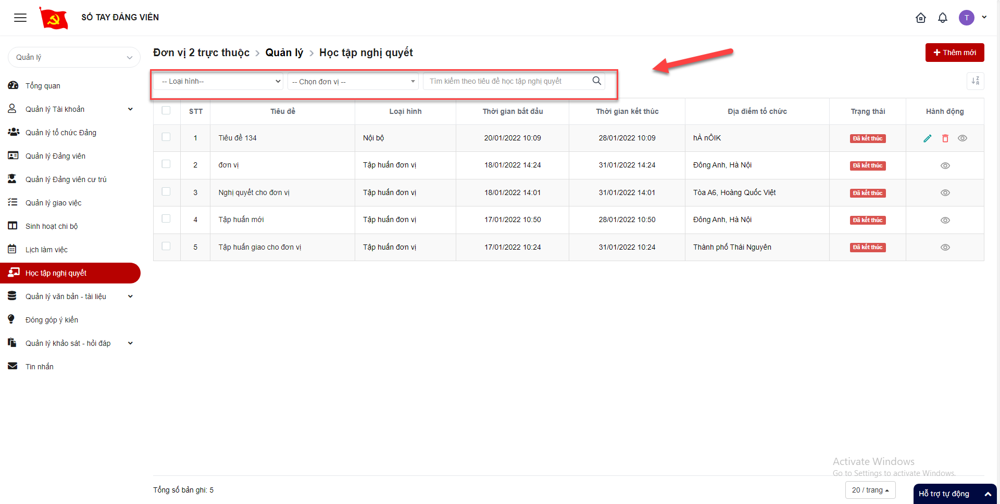 SỔ TAY ĐẢNG VIÊN
T
Quản lý
Đơn vị 2 trực thuộc > Quản lý > Học tập nghị quyết
+ Thêm mới
-- Loại hình--
-- Chọn đơn vị --
Tìm kiếm theo tiêu đề học tập nghị quyết
Tổng quan
Quản lý Tài khoản
Quản lý tổ chức Đảng
Quản lý Đảng viên
Quản lý Đảng viên cư trú
Quản lý giao việc
Sinh hoạt chi bộ
Lịch làm việc
Học tập nghị quyết
Quản lý văn bản - tài liệu
Đóng góp ý kiến
Quản lý khảo sát - hỏi đáp
Tin nhắn
STT Tiêu đề Loại hình Thời gian bắt đầu Thời gian kết thúc Địa điểm tổ chức Trạng thái Hành động
1 Tiêu đề 134 Nội bộ 20/01/2022 10:09 28/01/2022 10:09 hÀ nÔIK Đã kết thúc
2 đơn vị Tập huấn đơn vị 18/01/2022 14:24 31/01/2022 14:24 Đông Anh, Hà Nội Đã kết thúc
3 Nghị quyết cho đơn vị Tập huấn đơn vị 18/01/2022 14:01 31/01/2022 14:01 Tòa A6, Hoàng Quốc Việt Đã kết thúc
4 Tập huấn mới Tập huấn đơn vị 17/01/2022 10:50 28/01/2022 10:50 Đông Anh, Hà Nội Đã kết thúc
5 Tập huấn giao cho đơn vị Tập huấn đơn vị 17/01/2022 10:24 31/01/2022 10:24 Thành phố Thái Nguyên Đã kết thúc
Activate Windows
Go to Settings to activate Windows.
Tổng số bản ghi: 5
20 / trang
Hỗ trợ tự động